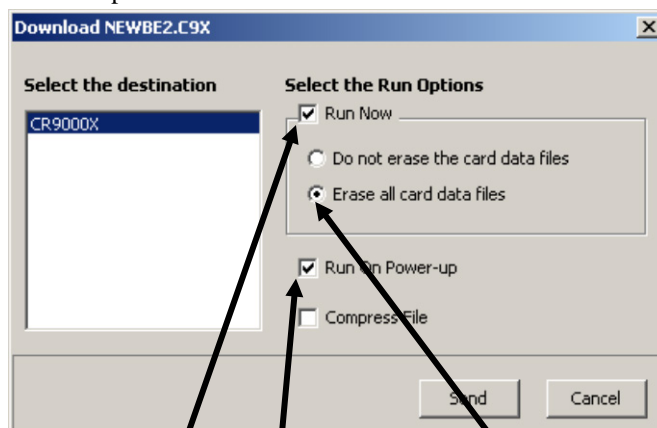 Download NEWBE2.C9X
Select the destination
Select the Run Options
CR9000X
Run Now
Do not erase the card data files
Erase all card data files
Run On Power-up
Compress File
Send
Cancel